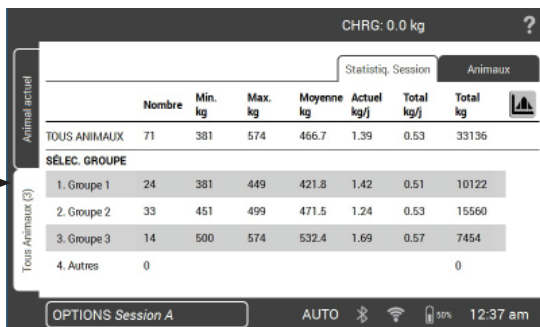 CHRG: 0.0 kg ?
Statistiq. Session Animaux
Animal actuel
Tous Animaux (3)
Nombre Min. kg Max. kg Moyenne kg Actuel kg/j Total kg/j Total kg
TOUS ANIMAUX 71 381 574 466.7 1.39 0.53 33136
SÉLEC. GROUPE
1. Groupe 1 24 381 449 421.8 1.42 0.51 10122
2. Groupe 2 33 451 499 471.5 1.24 0.53 15560
3. Groupe 3 14 500 574 532.4 1.69 0.57 7454
4. Autres 0 0
OPTIONS Session A AUTO 50% 12:37 am